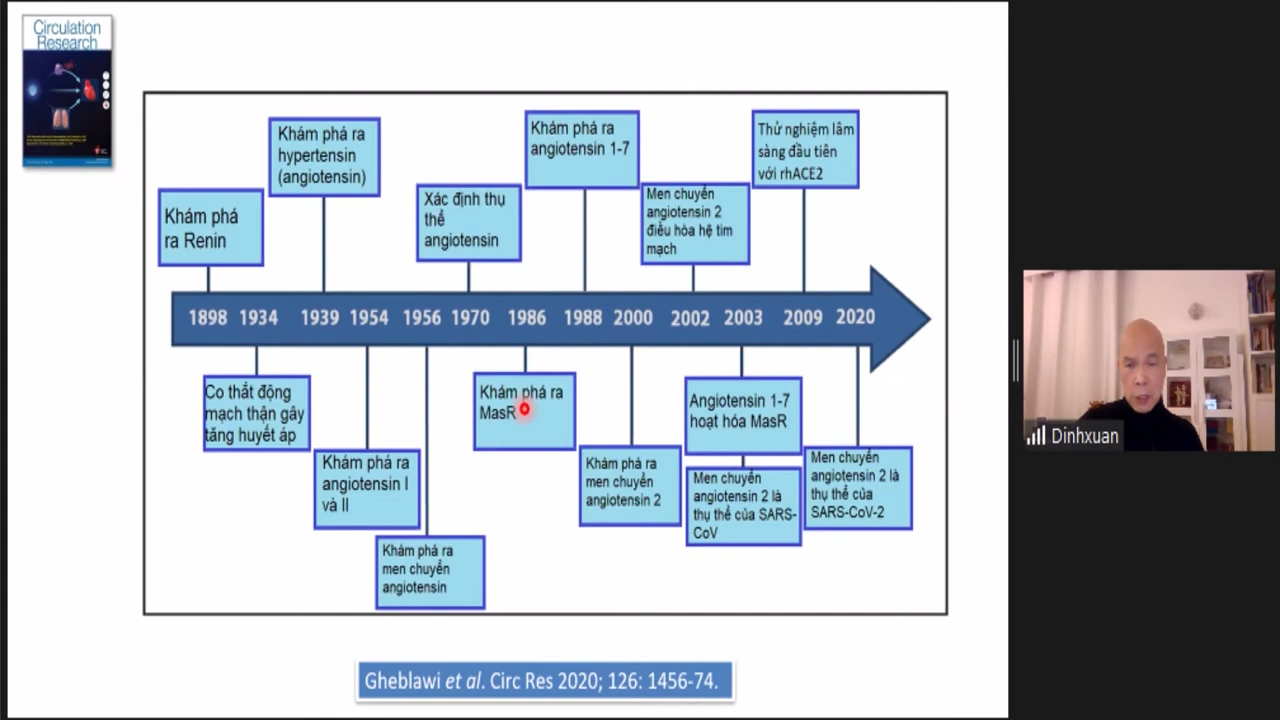 Circulation
Research
Khám phá ra
hypertensin
(angiotensin)
Khám phá ra
angiotensin 1-7
Thử nghiệm lâm
sàng đầu tiên
với rhACE2
Khám phá
ra Renin
Xác định thụ
thể
angiotensin
Men chuyển
angiotensin 2
điều hòa hệ tim
mạch
1898 1934 1939 1954 1956 1970 1986 1988 2000 2002 2003 2009 2020
Co thắt động
mạch thận gây
tăng huyết áp
Khám phá ra
angiotensin I
và II
Khám phá ra
men chuyển
angiotensin
Khám phá ra
MasR
Khám phá ra
men chuyển
angiotensin 2
Angiotensin 1-7
hoạt hóa MasR
Men chuyển
angiotensin 2 là
thụ thể của SARS-
CoV
Men chuyển
angiotensin 2 là
thụ thể của
SARS-CoV-2
Gheblawi et al. Circ Res 2020; 126: 1456-74.
Dinhxuan